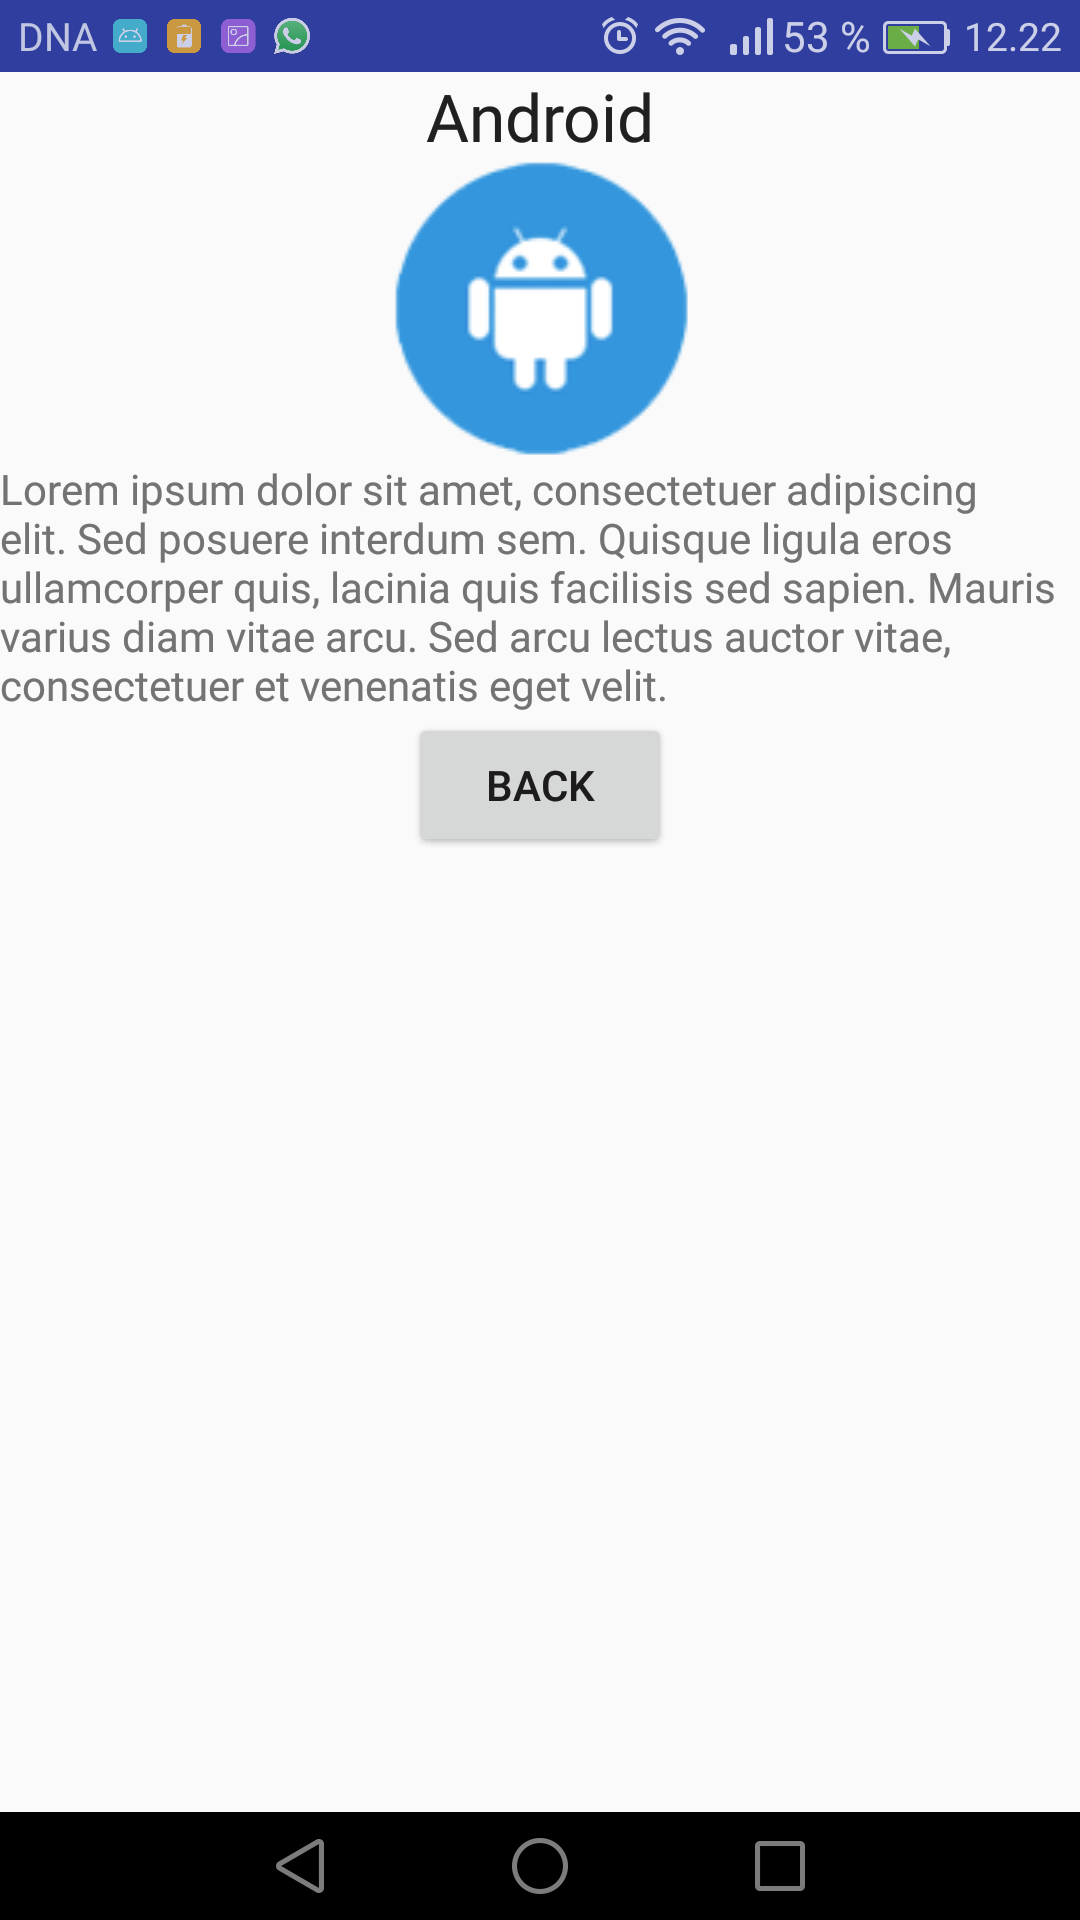 DNA 53 % 12.22
Android
Lorem ipsum dolor sit amet, consectetuer adipiscing
elit. Sed posuere interdum sem. Quisque ligula eros
ullamcorper quis, lacinia quis facilisis sed sapien. Mauris
varius diam vitae arcu. Sed arcu lectus auctor vitae,
consectetuer et venenatis eget velit.
BACK